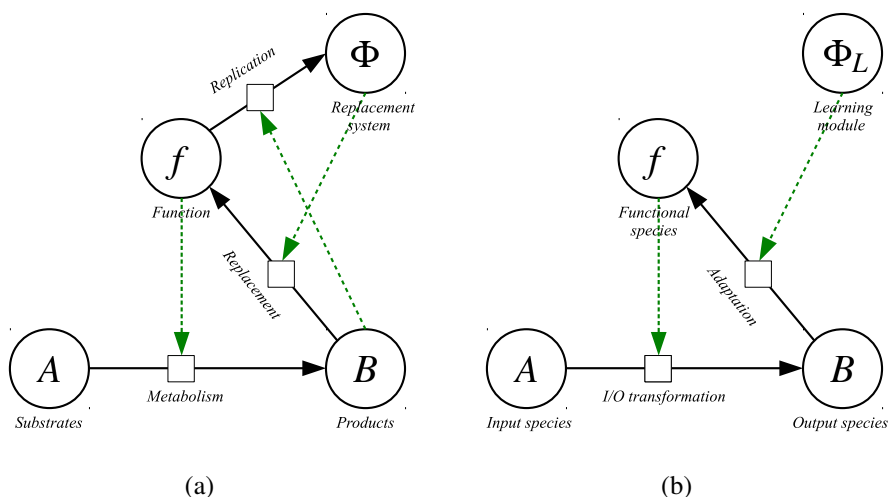 Replication
Φ
Replacement
system
f
Function
Replacement
A
Substrates
Metabolism
B
Products
(a)
Φ_L
Learning
module
f
Functional
species
Adaptation
A
Input species
I/O transformation
B
Output species
(b)